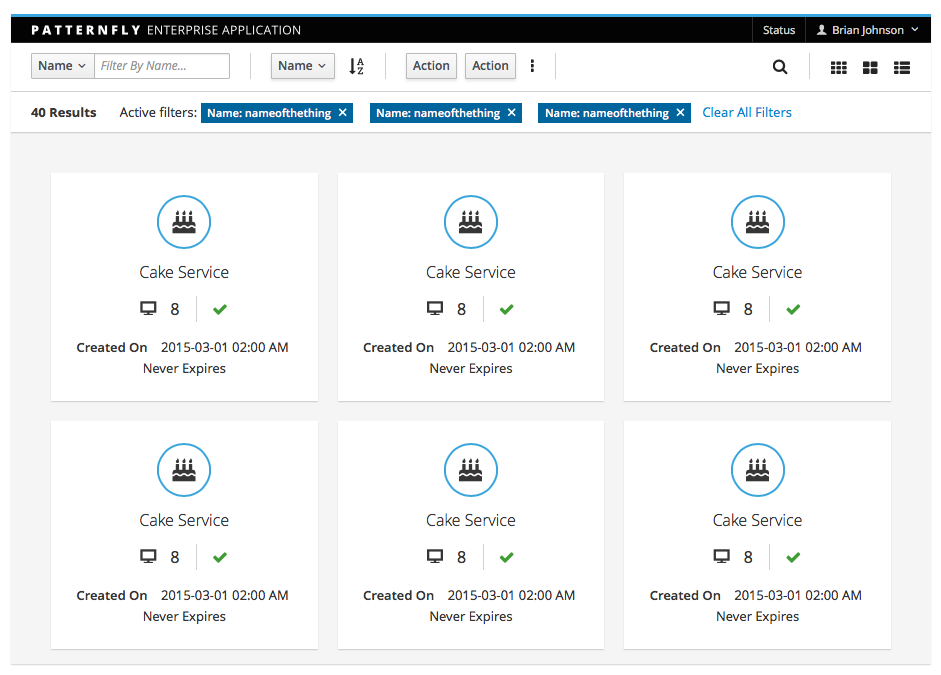 PATTERNFLY ENTERPRISE APPLICATION Status Brian Johnson
Name Filter By Name... Name A Z Action Action
40 Results Active filters: Name: nameofthething × Name: nameofthething × Name: nameofthething × Clear All Filters
Cake Service Cake Service Cake Service
8 8 8
Created On 2015-03-01 02:00 AM Created On 2015-03-01 02:00 AM Created On 2015-03-01 02:00 AM
Never Expires Never Expires Never Expires
Cake Service Cake Service Cake Service
8 8 8
Created On 2015-03-01 02:00 AM Created On 2015-03-01 02:00 AM Created On 2015-03-01 02:00 AM
Never Expires Never Expires Never Expires